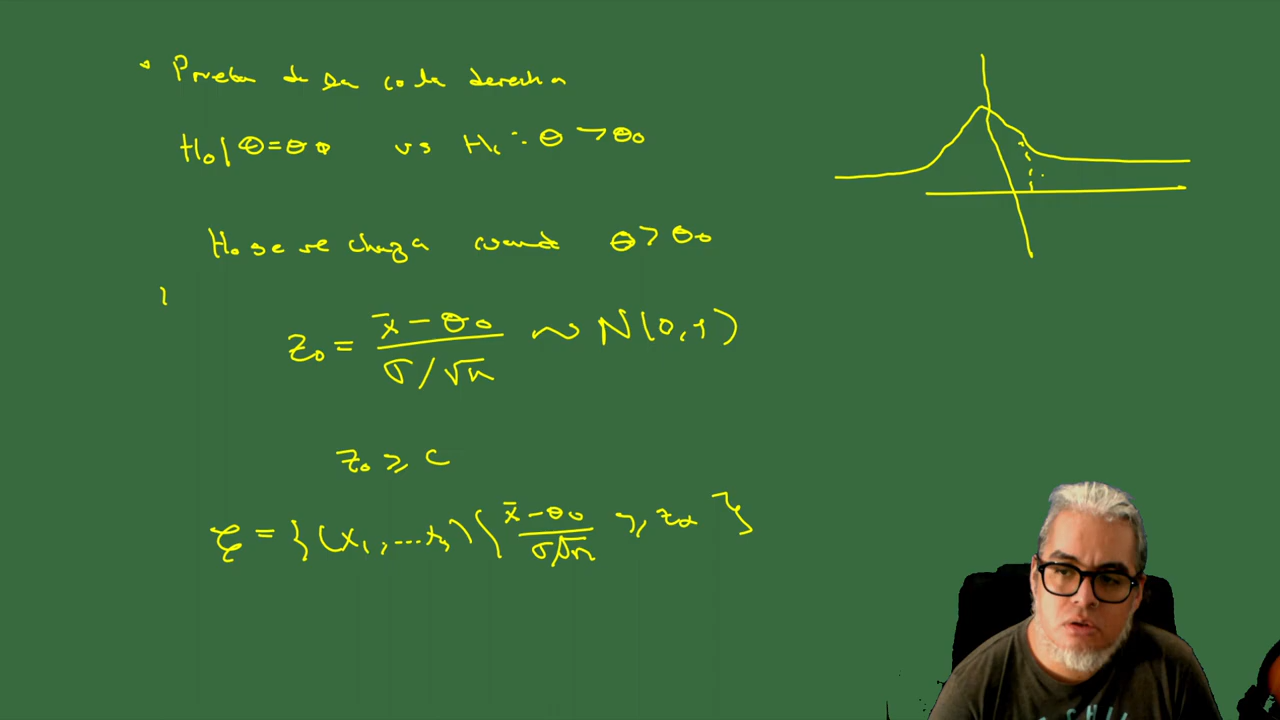 * Prueba de la cola derecha
H₀| θ=θ₀ vs H₁: θ>θ₀
H₀ se rechaza cuando θ>θ₀
z₀ = (x̄ − θ₀)/(σ/√n) ~ N(0,1)
z₀ ≥ c
𝒞 = {(x₁,...xₙ) | (x̄ − θ₀)/(σ/√n) ≥ z_α}